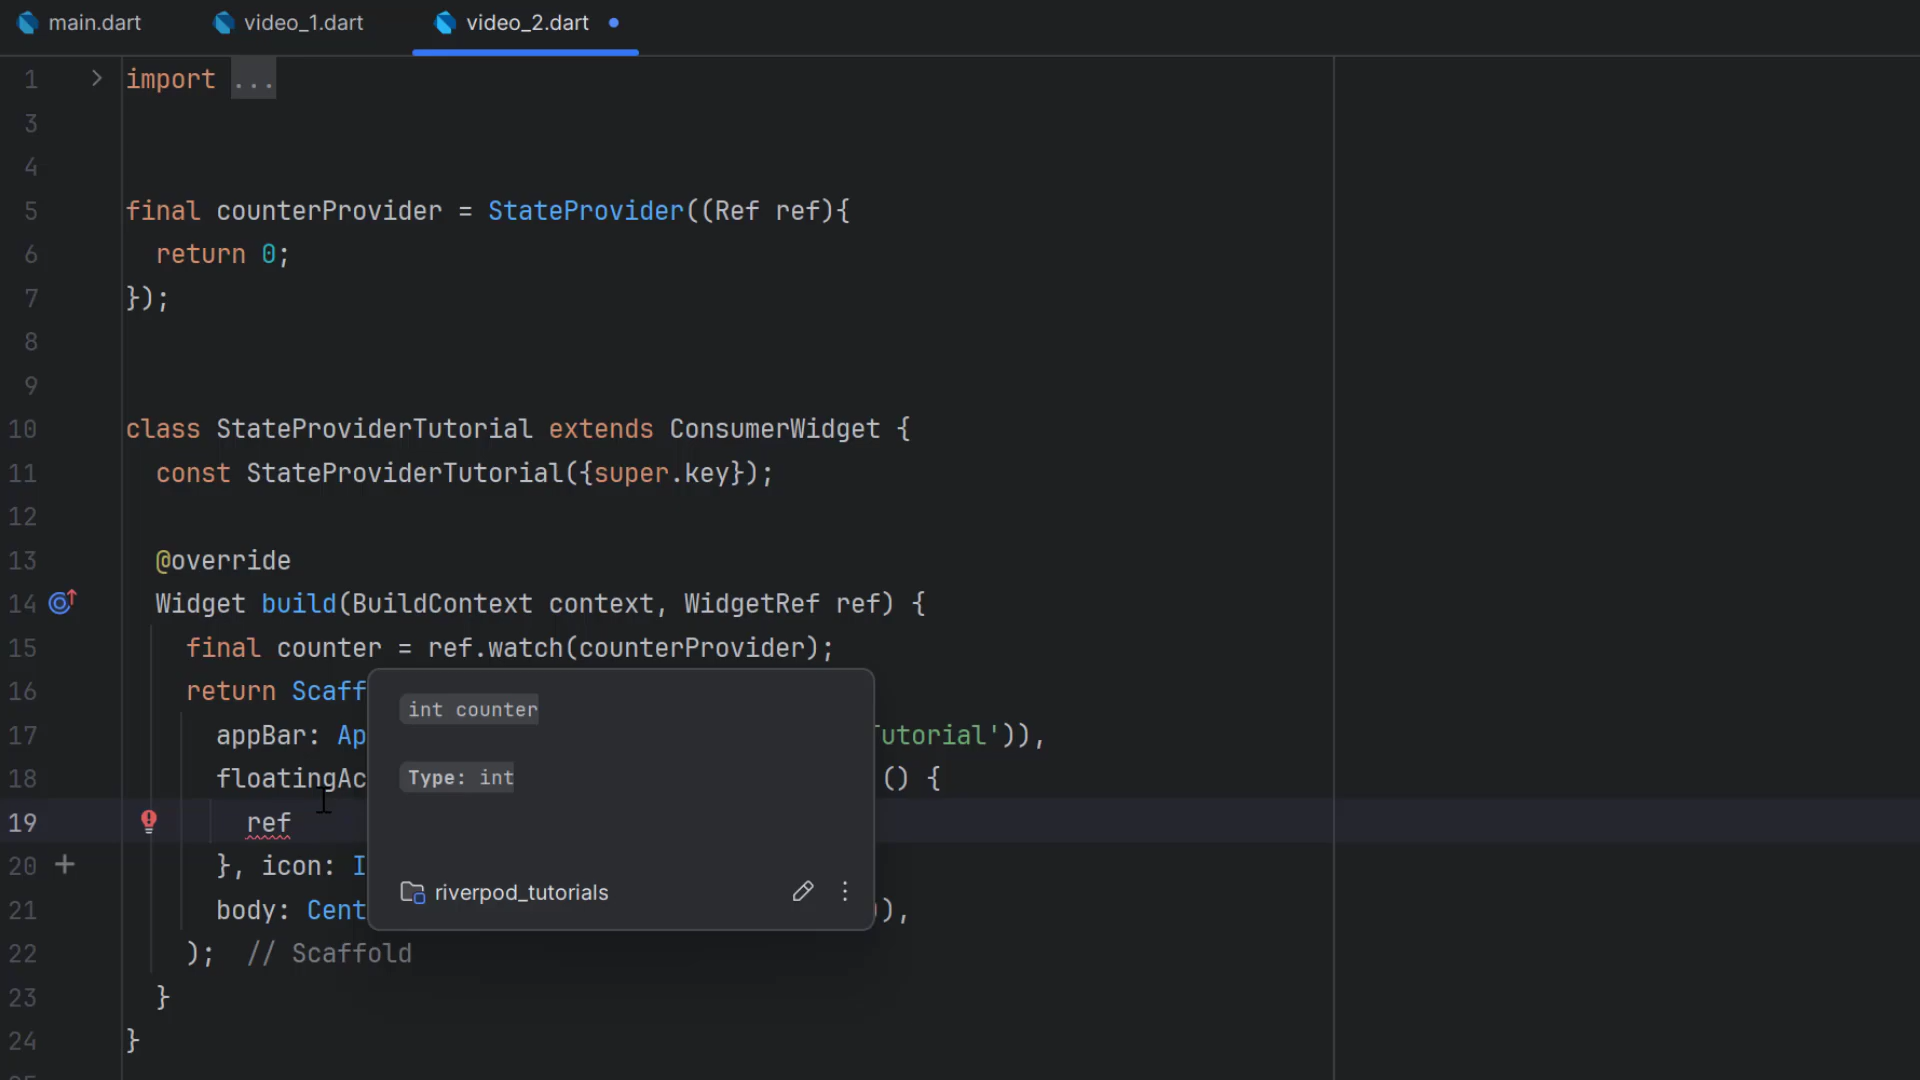 main.dart video_1.dart video_2.dart
1 import ...
3
4
5 final counterProvider = StateProvider((Ref ref){
6 return 0;
7 });
8
9
10 class StateProviderTutorial extends ConsumerWidget {
11 const StateProviderTutorial({super.key});
12
13 @override
14 Widget build(BuildContext context, WidgetRef ref) {
15 final counter = ref.watch(counterProvider);
16 return Scaff
int counter
17 appBar: Ap utorial')),
18 floatingAc () {
Type: int
19 ref
20 }, icon: I
riverpod_tutorials
21 body: Cent ),
22 ); // Scaffold
23 }
24 }